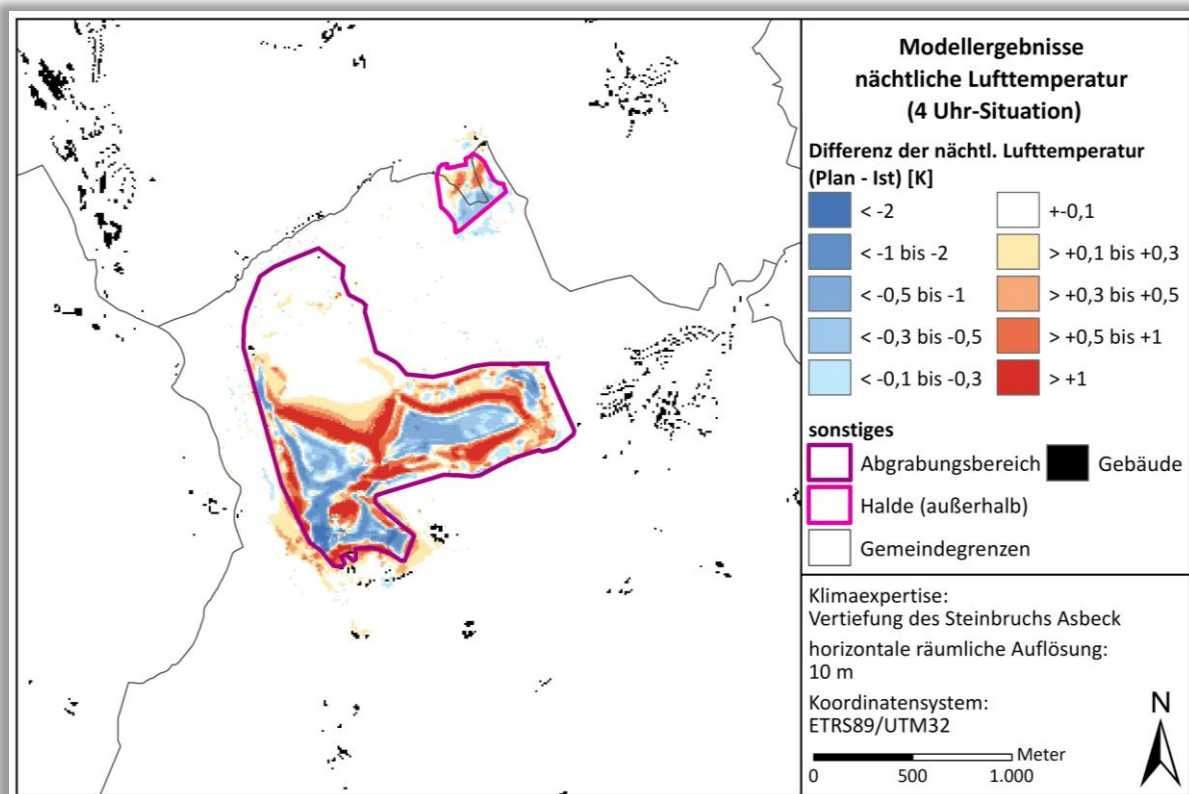 Modellergebnisse
nächtliche Lufttemperatur
(4 Uhr-Situation)
Differenz der nächtl. Lufttemperatur
(Plan - Ist) [K]
< -2
+-0,1
< -1 bis -2
> +0,1 bis +0,3
< -0,5 bis -1
> +0,3 bis +0,5
< -0,3 bis -0,5
> +0,5 bis +1
< -0,1 bis -0,3
> +1
sonstiges
Abgrabungsbereich
Gebäude
Halde (außerhalb)
Gemeindegrenzen
Klimaexpertise:
Vertiefung des Steinbruchs Asbeck
horizontale räumliche Auflösung:
10 m
Koordinatensystem:
ETRS89/UTM32
N
Meter
0 500 1.000